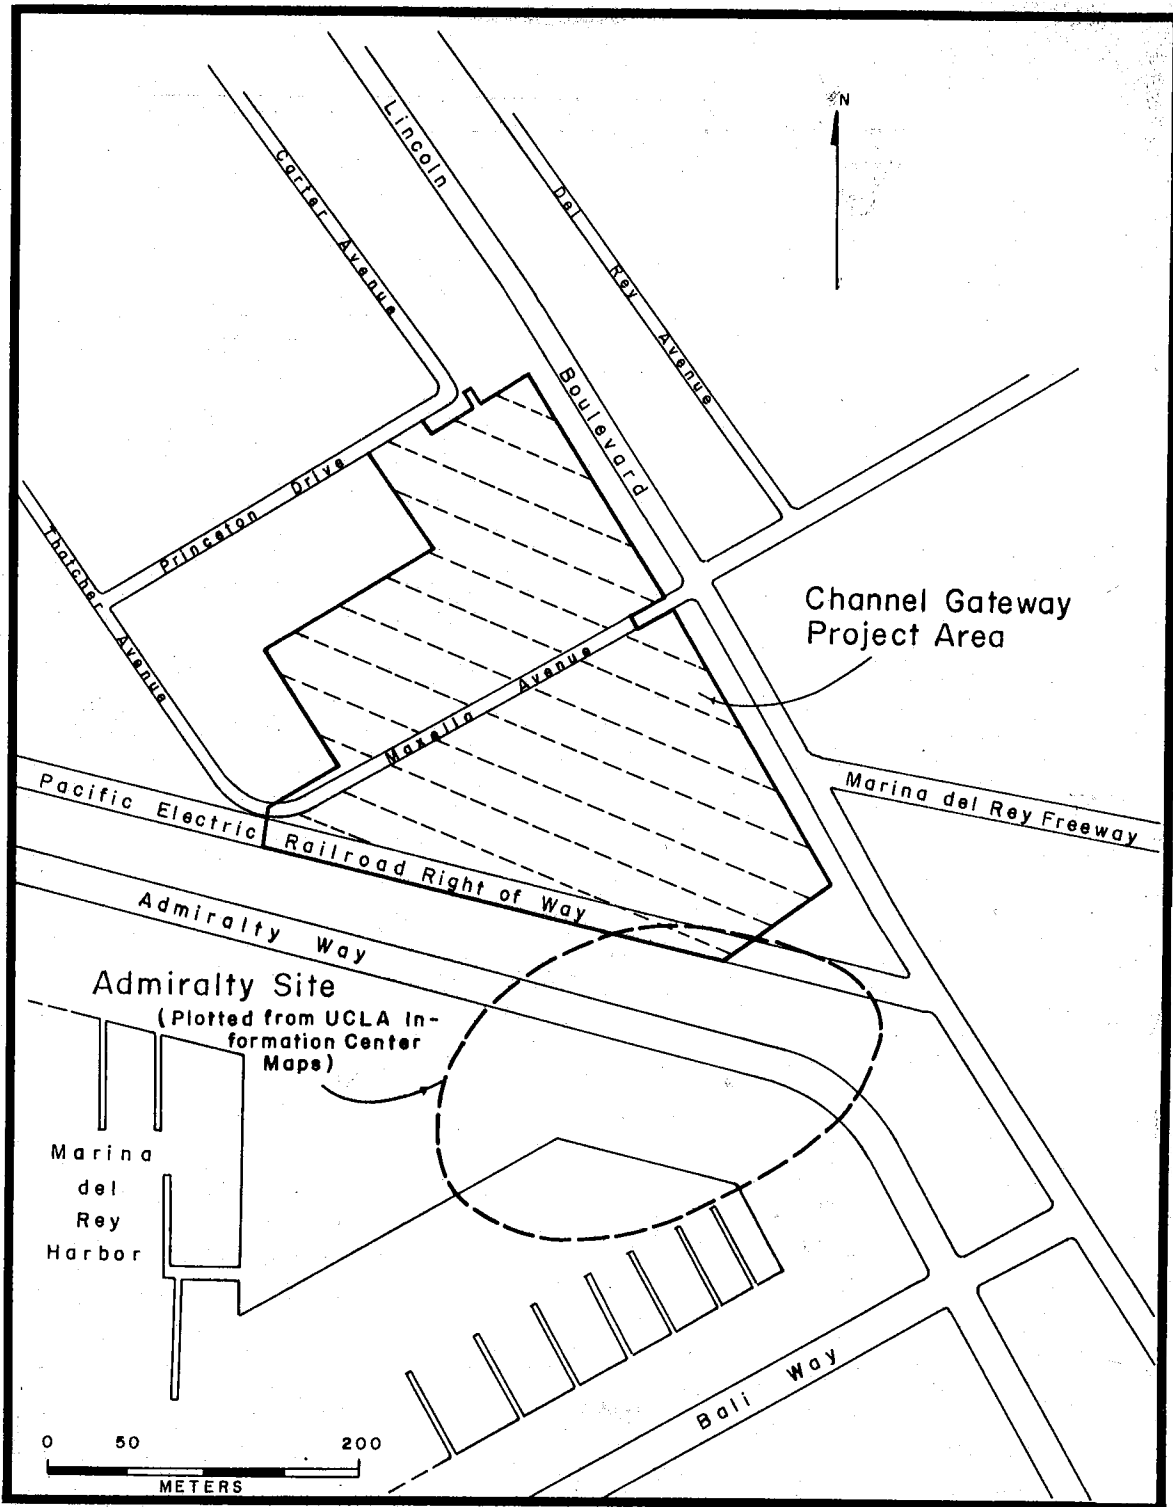 N
Lincoln
Boulevard
Carter Avenue
Del Rey Avenue
Princeton Drive
Thatcher Avenue
Maxella Avenue
Channel Gateway
Project Area
Marina del Rey Freeway
Pacific Electric Railroad Right of Way
Admiralty Way
Admiralty Site
(Plotted from UCLA In-
formation Center
Maps)
Marina
del
Rey
Harbor
Bali Way
0 50 200
METERS